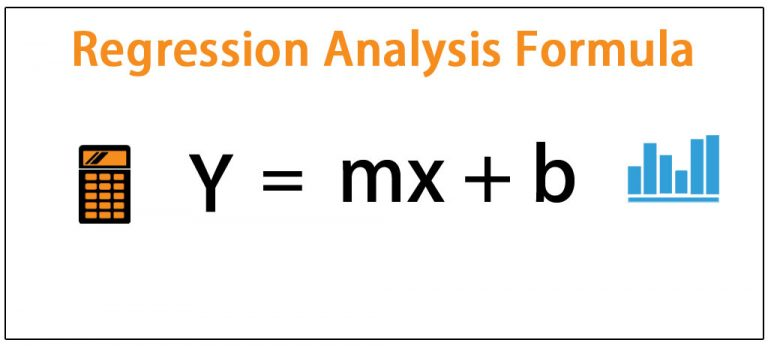 Regression Analysis Formula
Y = mx + b